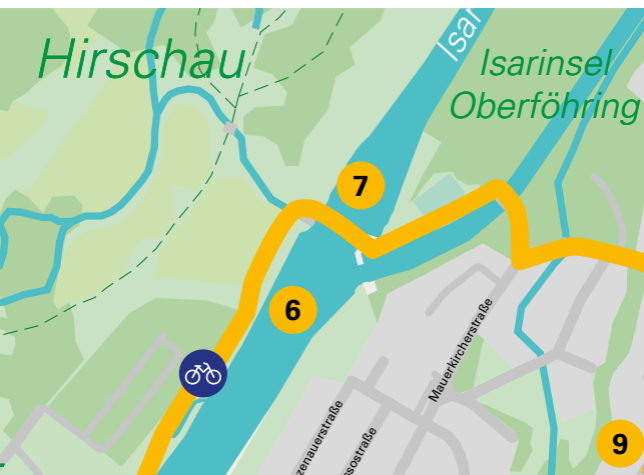 Hirschau
Isar
Isarinsel
Oberföhring
7
6
Mauerkircherstraße
9